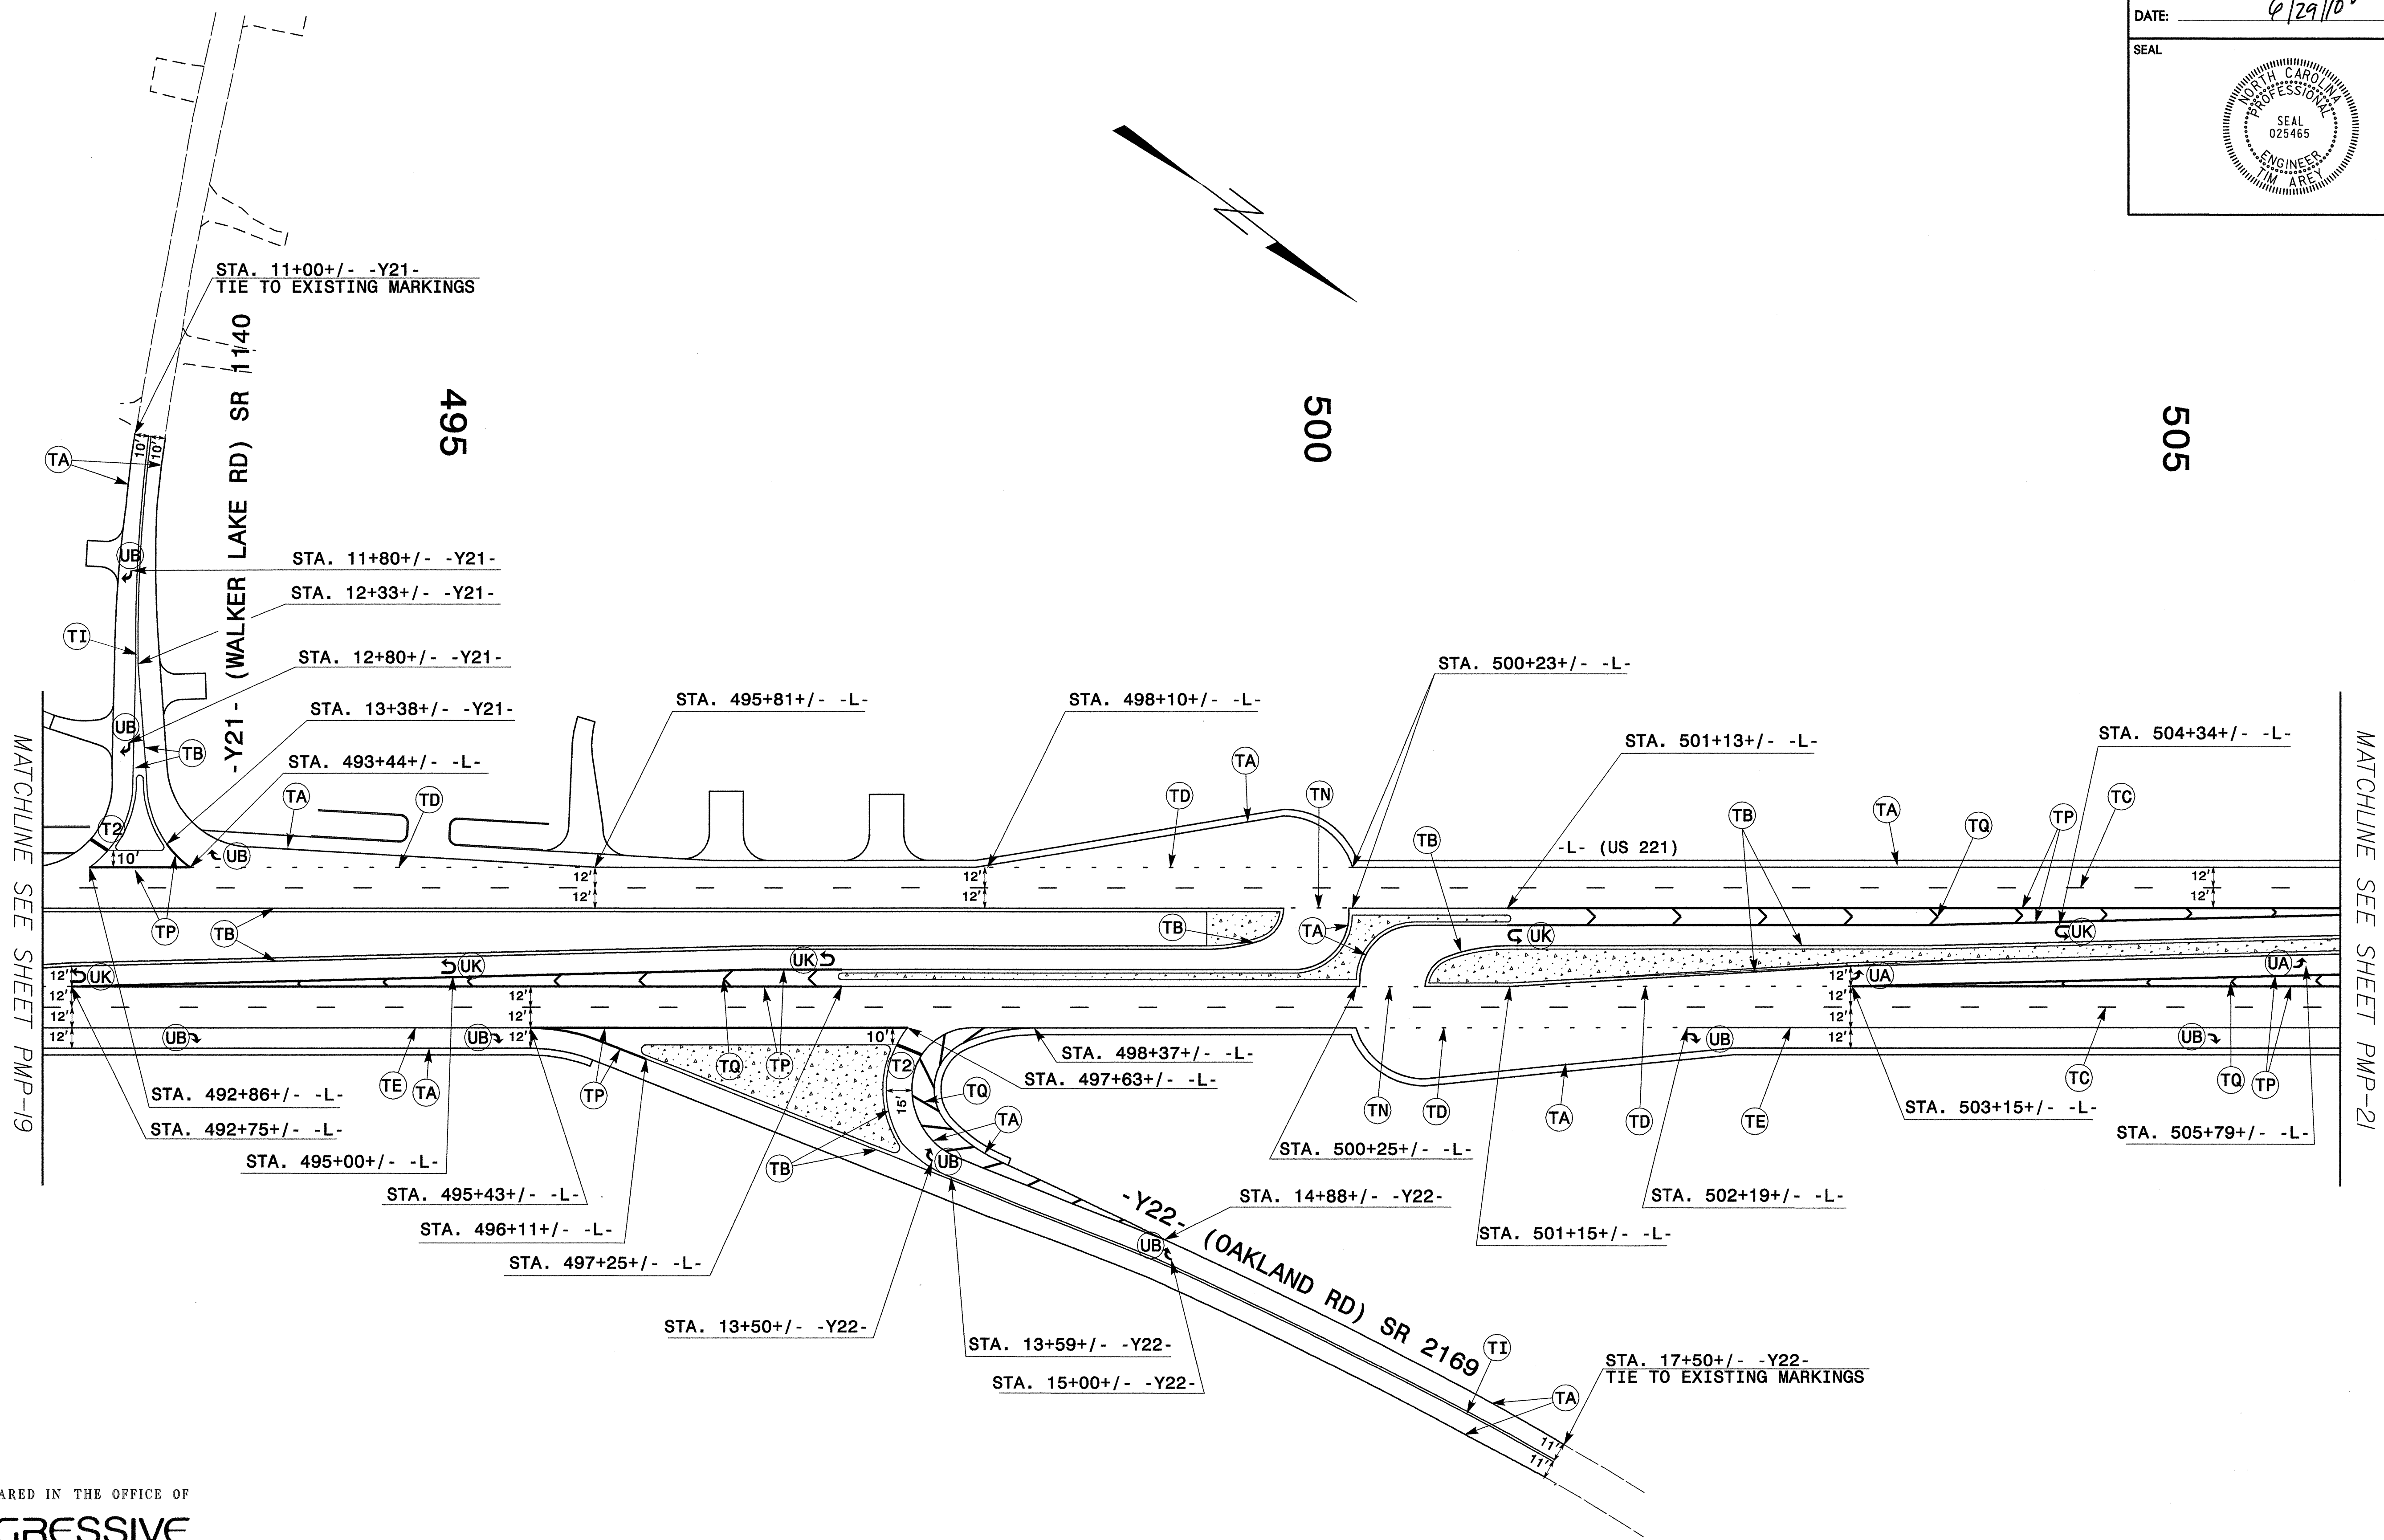 DATE: 6/29/10
SEAL
NORTH CAROLINA
PROFESSIONAL
SEAL
025465
ENGINEER
TIM AREY
STA. 11+00+/- -Y21-
TIE TO EXISTING MARKINGS
-Y21- (WALKER LAKE RD) SR 1140
495
500
505
10'
10'
TA
UB
STA. 11+80+/- -Y21-
STA. 12+33+/- -Y21-
TI
STA. 12+80+/- -Y21-
UB
STA. 13+38+/- -Y21-
TB
STA. 493+44+/- -L-
STA. 495+81+/- -L-
STA. 498+10+/- -L-
STA. 500+23+/- -L-
STA. 501+13+/- -L-
STA. 504+34+/- -L-
MATCHLINE SEE SHEET PMP-19
MATCHLINE SEE SHEET PMP-21
T2
10'
TA
TD
UB
TD
TA
TN
TB
TB
TA
TQ
TP
TC
-L- (US 221)
12'
12'
12'
12'
12'
12'
TP
TB
TB
TA
UK
UK
UK
UK
UK
12'
12'
12'
12'
12'
12'
12'
UA
UA
12'
12'
12'
12'
UB
UB
10'
T2
15'
TE
TA
TP
TQ
TP
TQ
TA
TB
UB
STA. 498+37+/- -L-
STA. 497+63+/- -L-
TN
TD
TA
TD
UB
TE
UB
TC
TQ
TP
STA. 492+86+/- -L-
STA. 492+75+/- -L-
STA. 495+00+/- -L-
STA. 495+43+/- -L-
STA. 496+11+/- -L-
STA. 497+25+/- -L-
STA. 500+25+/- -L-
STA. 503+15+/- -L-
STA. 505+79+/- -L-
STA. 502+19+/- -L-
STA. 501+15+/- -L-
STA. 14+88+/- -Y22-
UB
-Y22- (OAKLAND RD) SR 2169
STA. 13+50+/- -Y22-
STA. 13+59+/- -Y22-
STA. 15+00+/- -Y22-
TI
TA
STA. 17+50+/- -Y22-
TIE TO EXISTING MARKINGS
11'
11'
ARED IN THE OFFICE OF
GRESSIVE